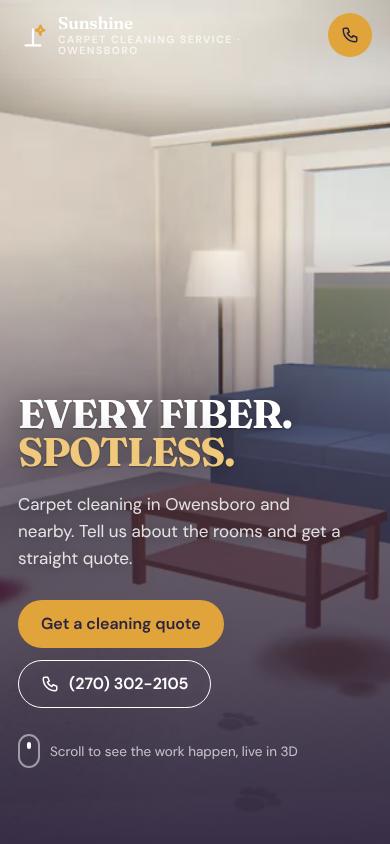 Sunshine
CARPET CLEANING SERVICE ·
OWENSBORO
EVERY FIBER.
SPOTLESS.
Carpet cleaning in Owensboro and
nearby. Tell us about the rooms and get a
straight quote.
Get a cleaning quote
(270) 302-2105
Scroll to see the work happen, live in 3D